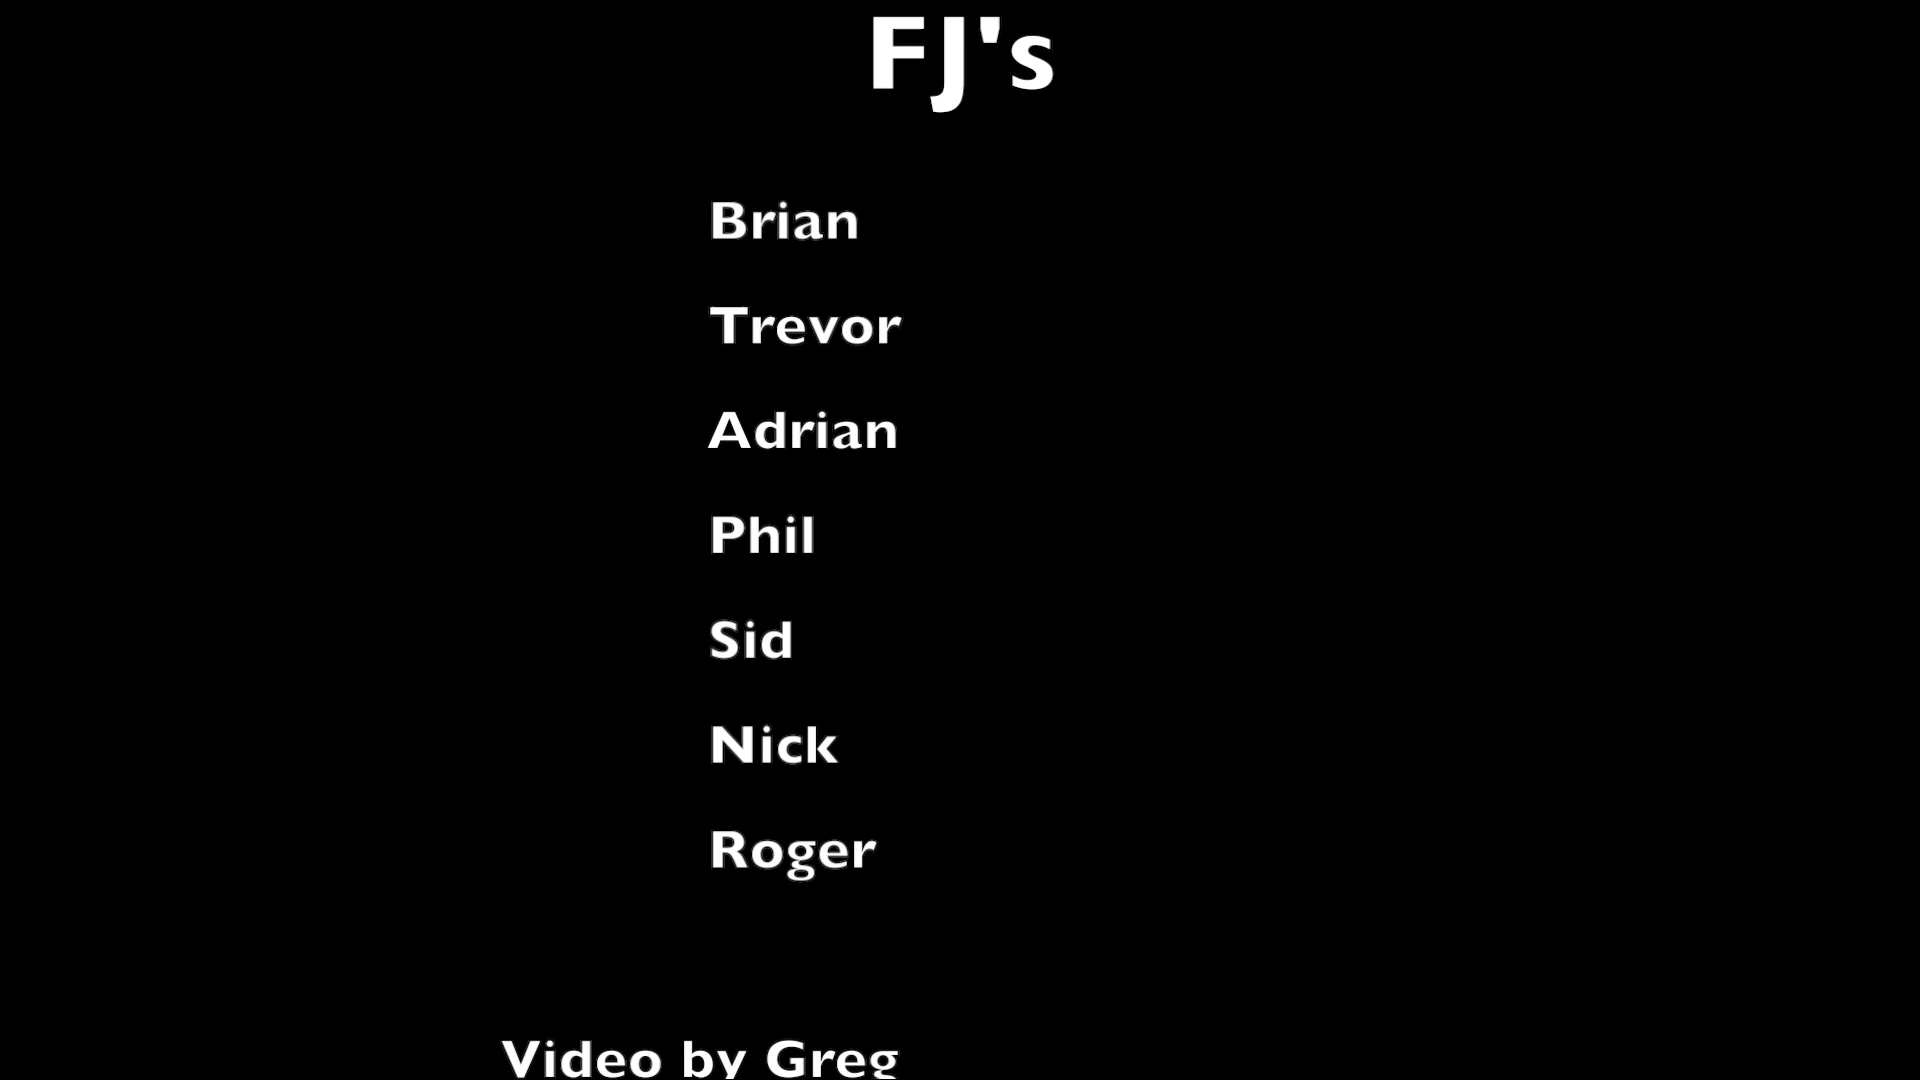 FJ's
Brian
Trevor
Adrian
Phil
Sid
Nick
Roger
Video by Greg